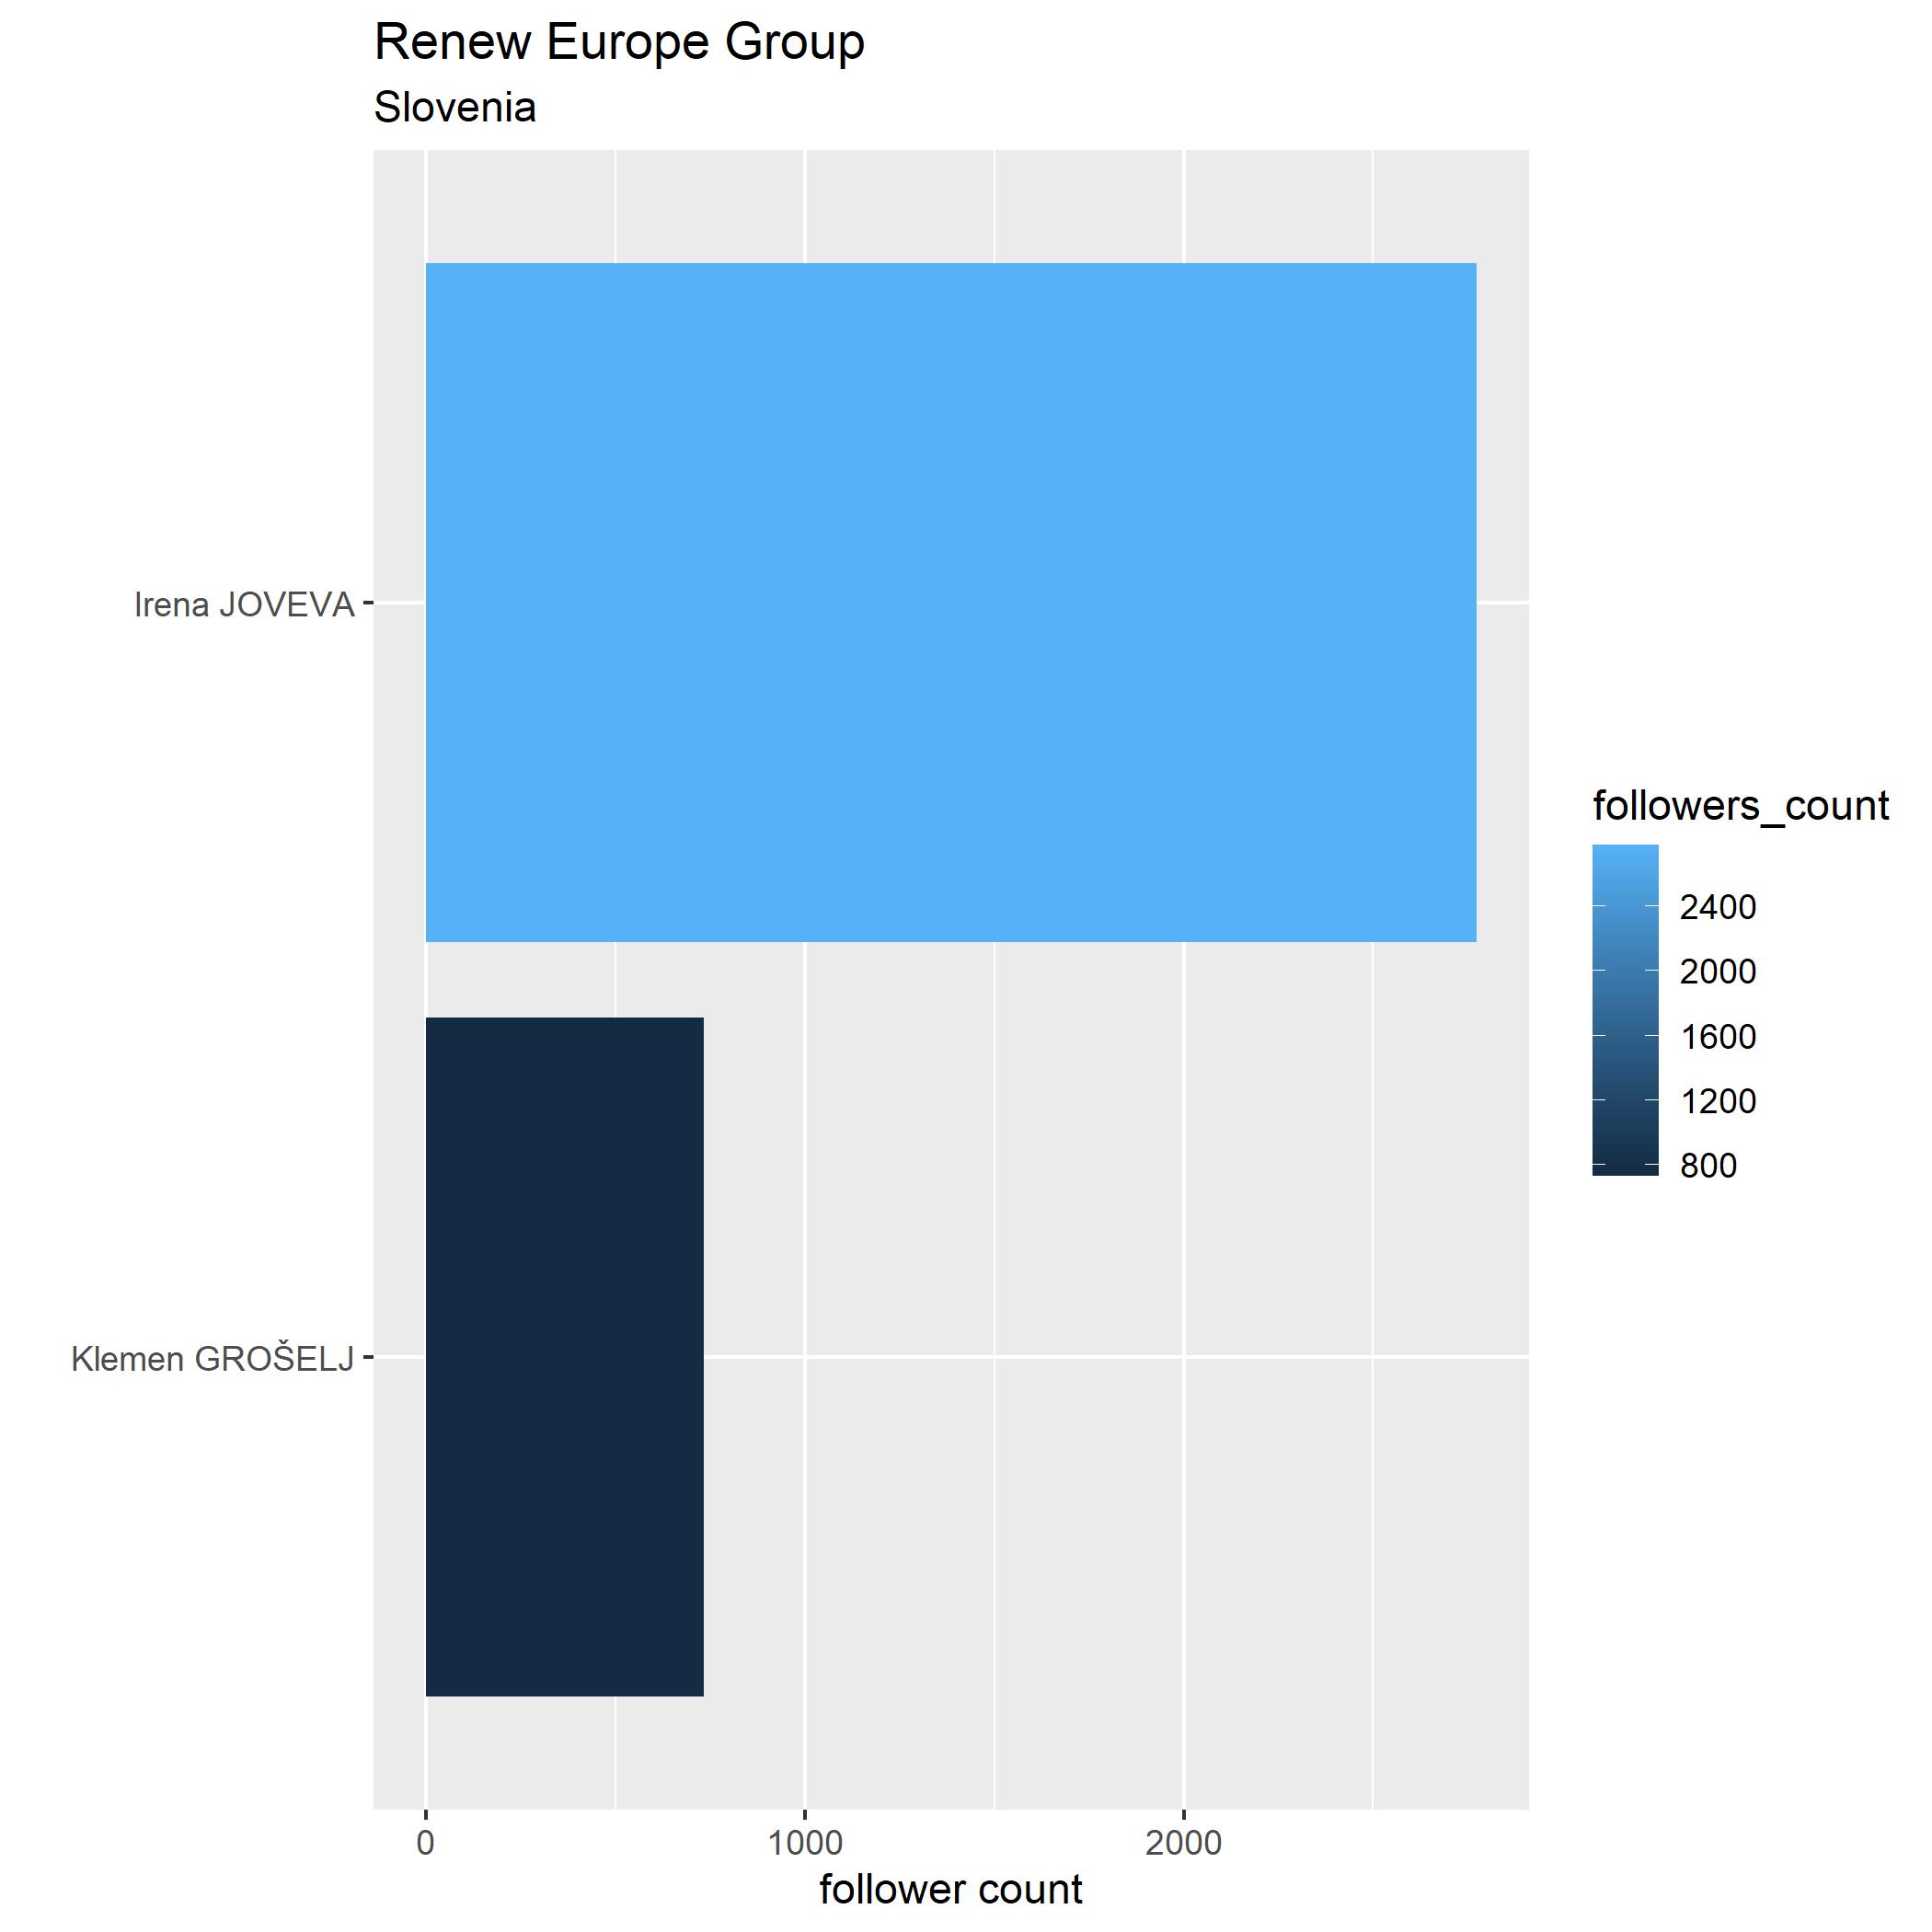 Renew Europe Group
Slovenia
Irena JOVEVA
Klemen GROŠELJ
0 1000 2000
follower count
followers_count
2400
2000
1600
1200
800